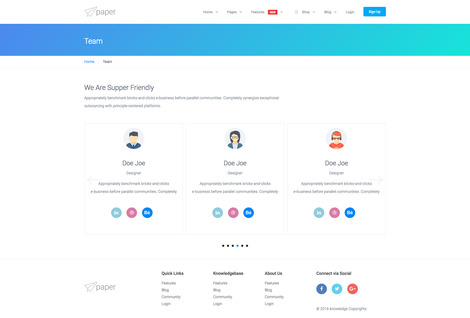 paper
Home Pages Features NEW Shop Blog Login Sign Up
Team
Home Team
We Are Supper Friendly
Appropriately benchmark bricks-and-clicks e-business before parallel communities. Completely synergize exceptional
outsourcing with principle-centered platforms.
Doe Joe Doe Joe Doe Joe
Designer Designer Designer
Appropriately benchmark bricks-and-clicks Appropriately benchmark bricks-and-clicks Appropriately benchmark bricks-and-clicks
e-business before parallel communities. Completely e-business before parallel communities. Completely e-business before parallel communities. Completely
in Bē in Bē in Bē
Quick Links Knowledgebase About Us Connect via Social
paper
Features Features Features
Blog Blog Blog
Community Community Community
Login Login Login
© 2016 knowledge Copyrighty